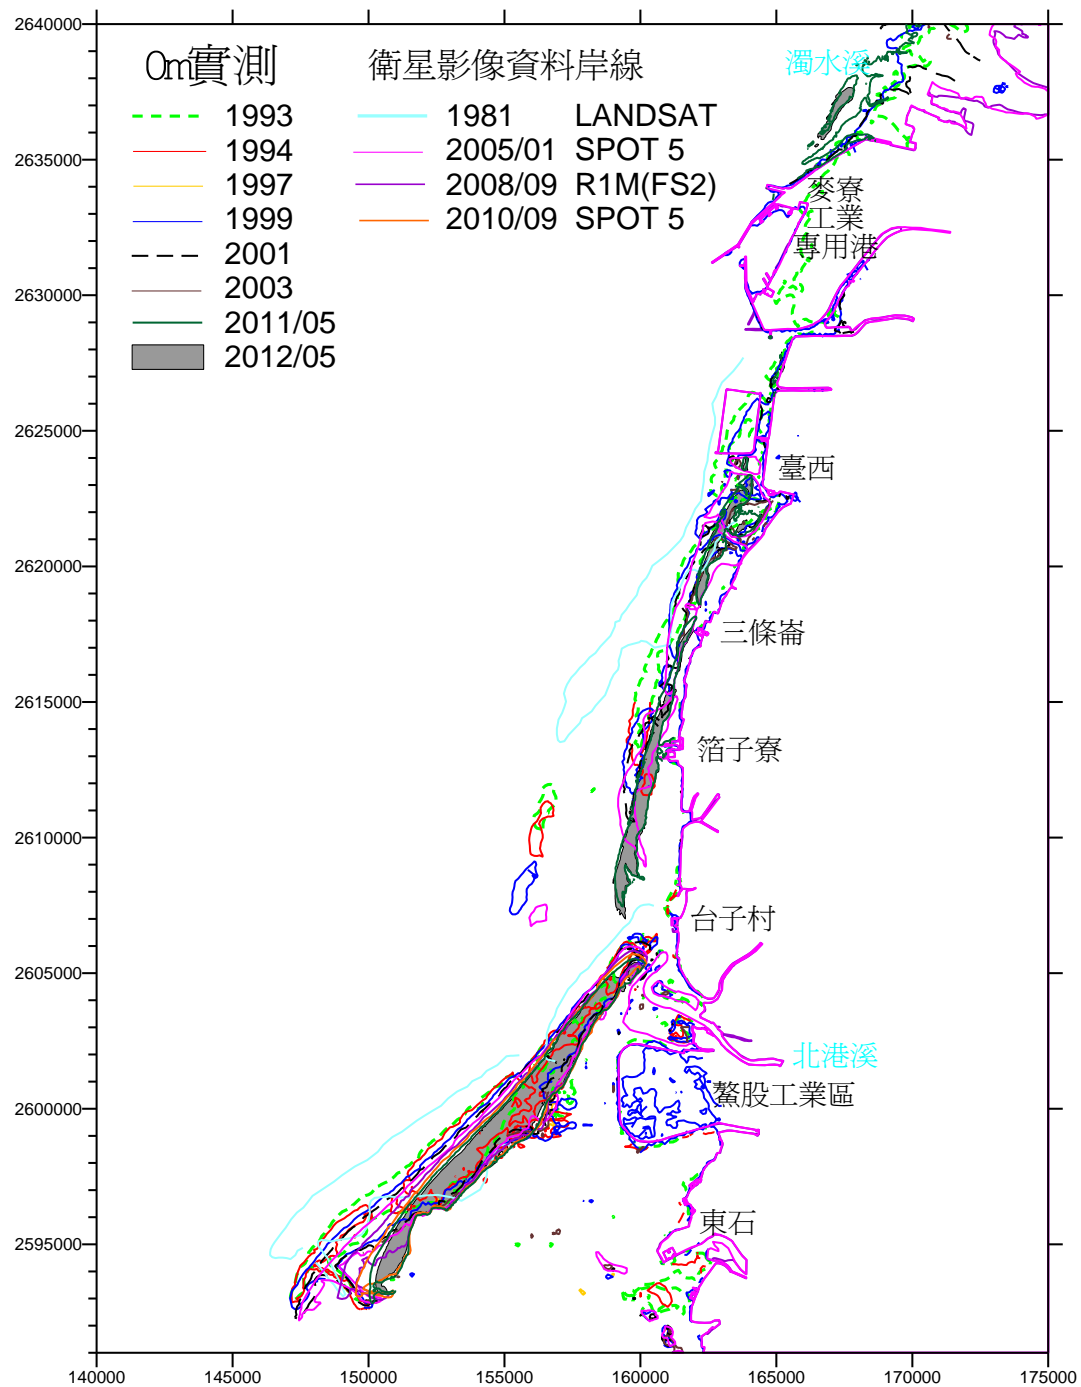 0m實測
1993
1994
1997
1999
2001
2003
2011/05
2012/05
衛星影像資料岸線
1981 LANDSAT
2005/01 SPOT 5
2008/09 R1M(FS2)
2010/09 SPOT 5
濁水溪
麥寮
工業
專用港
臺西
三條崙
箔子寮
台子村
北港溪
鰲股工業區
東石
2640000
2635000
2630000
2625000
2620000
2615000
2610000
2605000
2600000
2595000
140000 145000 150000 155000 160000 165000 170000 175000